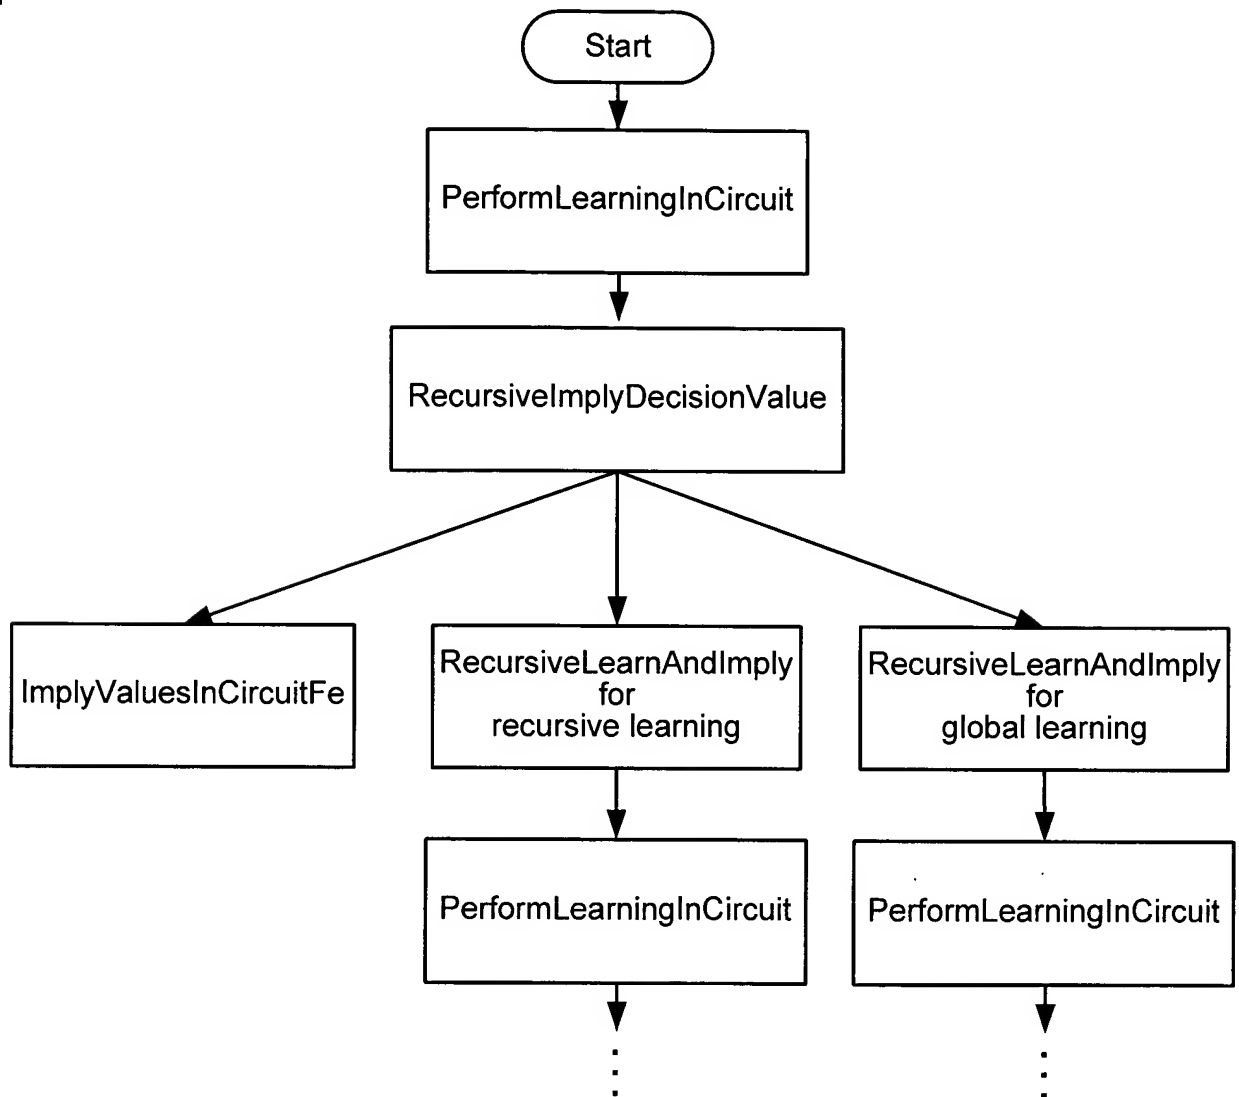 Start
PerformLearningInCircuit
RecursiveImplyDecisionValue
ImplyValuesInCircuitFe
RecursiveLearnAndImply
for
recursive learning
RecursiveLearnAndImply
for
global learning
PerformLearningInCircuit
PerformLearningInCircuit